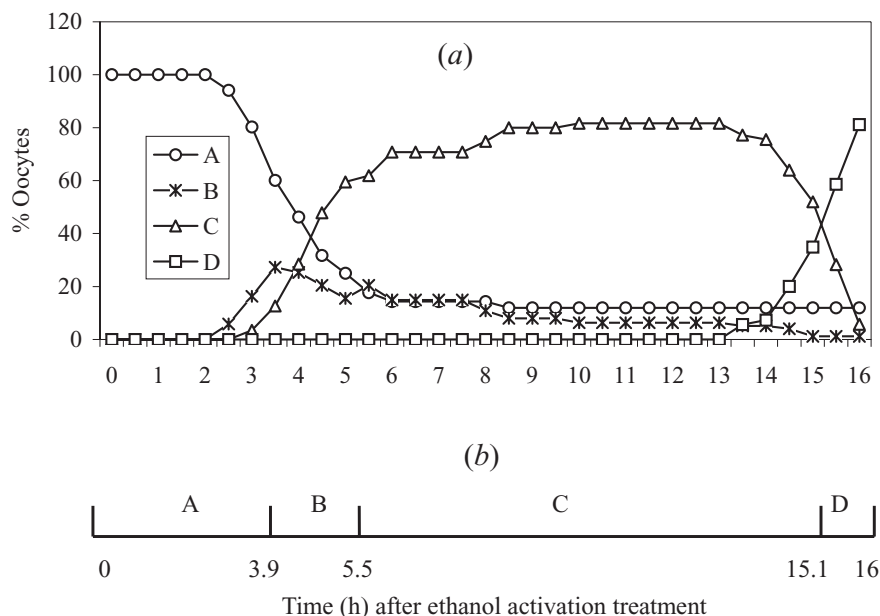 120
(a)
100
80
60
40
20
0
% Oocytes
A
B
C
D
0 1 2 3 4 5 6 7 8 9 10 11 12 13 14 15 16
(b)
A B C D
0 3.9 5.5 15.1 16
Time (h) after ethanol activation treatment